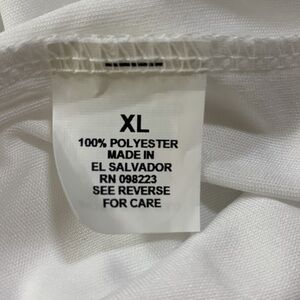 XL
100% POLYESTER
MADE IN
EL SALVADOR
RN 098223
SEE REVERSE
FOR CARE